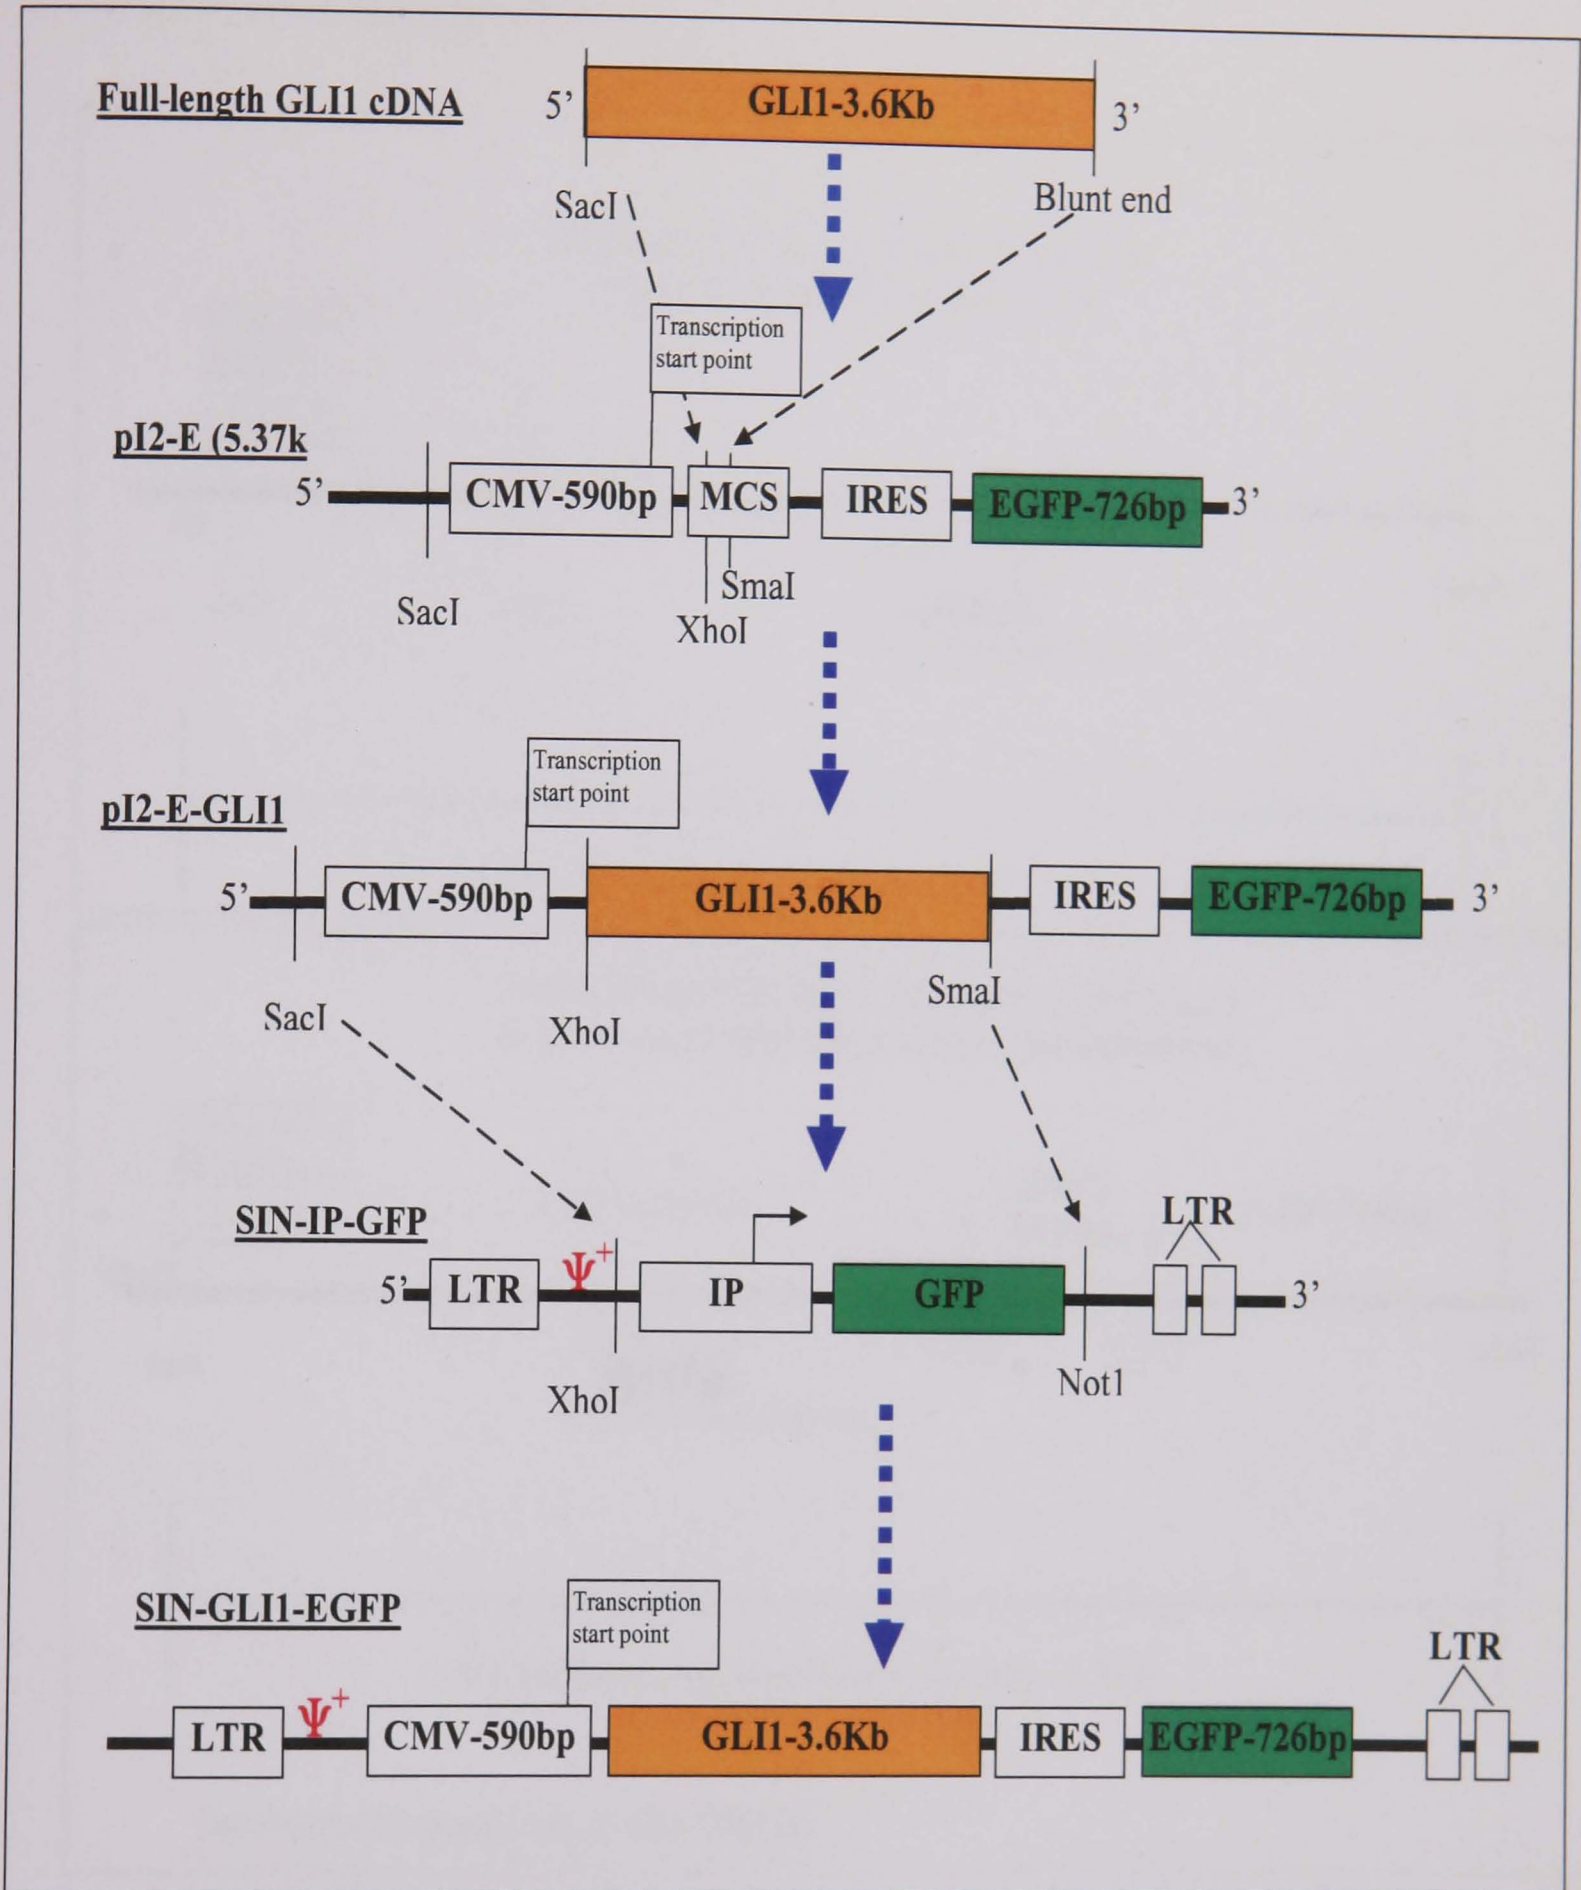 Full-length GLI1 cDNA
5’ GLI1-3.6Kb 3’
SacI
Blunt end
Transcription
start point
pI2-E (5.37k
5’ CMV-590bp MCS IRES EGFP-726bp 3’
SmaI
SacI
XhoI
Transcription
start point
pI2-E-GLI1
5’ CMV-590bp GLI1-3.6Kb IRES EGFP-726bp 3’
SmaI
SacI
XhoI
LTR
SIN-IP-GFP
Ψ+
5’ LTR IP GFP 3’
Not1
XhoI
SIN-GLI1-EGFP
Transcription
start point
LTR
Ψ+
LTR CMV-590bp GLI1-3.6Kb IRES EGFP-726bp